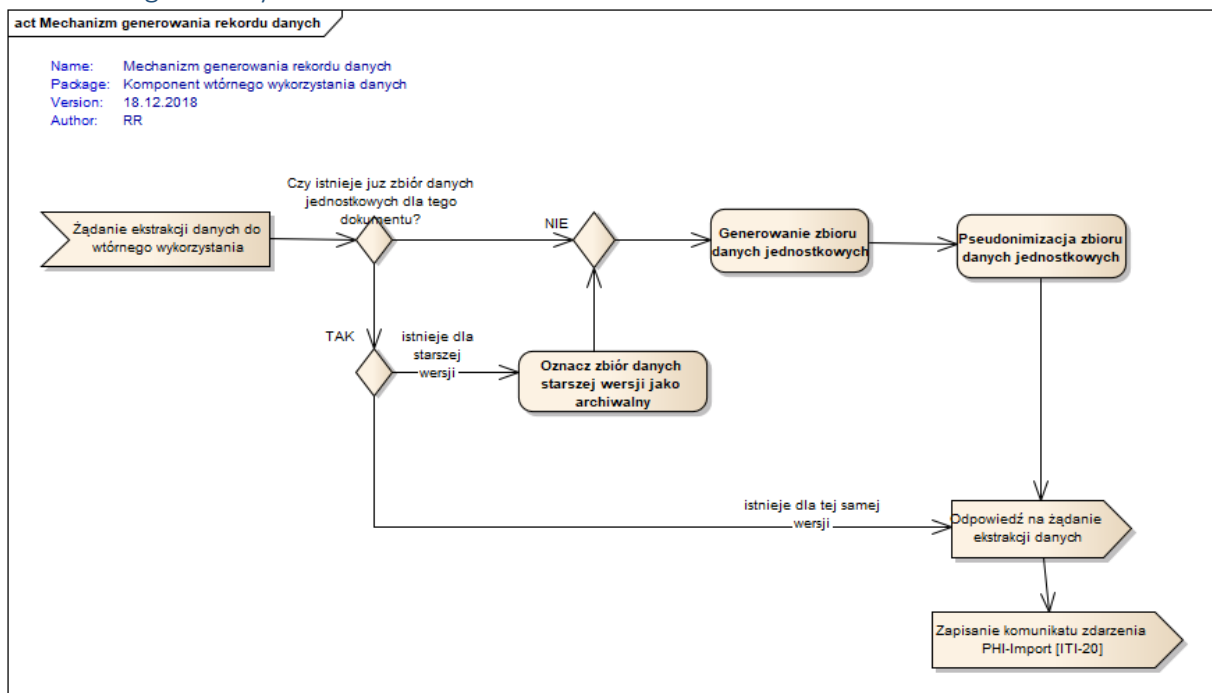 act Mechanizm generowania rekordu danych
Name: Mechanizm generowania rekordu danych
Package: Komponent wtórnego wykorzystania danych
Version: 18.12.2018
Author: RR
Czy istnieje juz zbiór danych
jednostkowych dla tego
dokumentu?
Żądanie ekstrakcji danych do
wtórnego wykorzystania
NIE
Generowanie zbioru
danych jednostkowych
Pseudonimizacja zbioru
danych jednostkowych
TAK
istnieje dla
starszej
wersji
Oznacz zbiór danych
starszej wersji jako
archiwalny
istnieje dla tej samej
wersji
Odpowiedź na żądanie
ekstrakcji danych
Zapisanie komunikatu zdarzenia
PHI-Import [ITI-20]